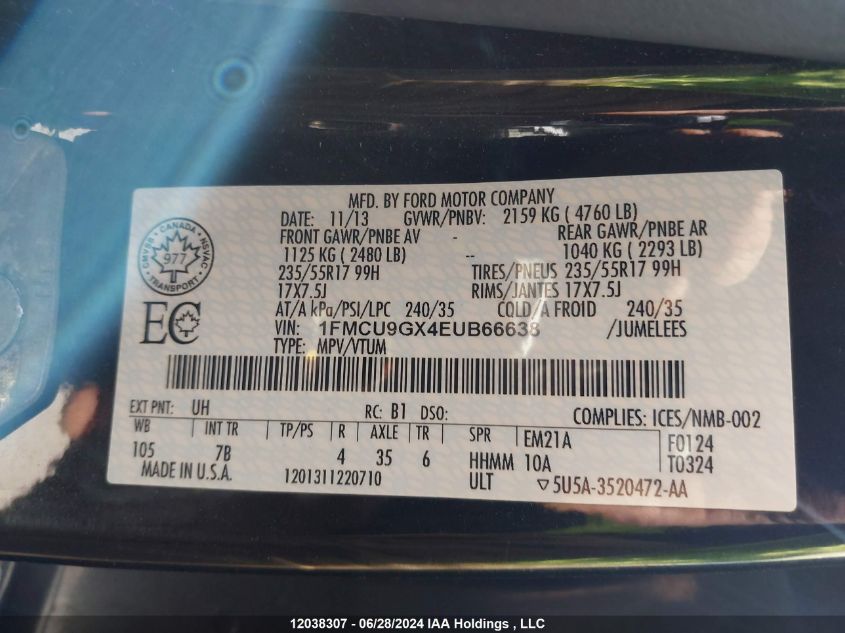 MFD. BY FORD MOTOR COMPANY
DATE: 11/13 GVWR/PNBV: 2159 KG ( 4760 LB)
FRONT GAWR/PNBE AV - REAR GAWR/PNBE AR
1125 KG ( 2480 LB) -- 1040 KG ( 2293 LB)
235/55R17 99H TIRES/PNEUS 235/55R17 99H
17X7.5J RIMS/JANTES 17X7.5J
AT/A kPa/PSI/LPC 240/35 COLD/A FROID 240/35
VIN: 1FMCU9GX4EUB66638 /JUMELEES
TYPE: MPV/VTUM
CANADA
CMVSR NSVAC
977
TRANSPORT
EC
EXT PNT: UH RC: B1 DSO: COMPLIES: ICES/NMB-002
WB INT TR TP/PS R AXLE TR SPR EM21A F0124
105 7B 4 35 6 HHMM 10A T0324
MADE IN U.S.A. 1201311220710 ULT ▽5U5A-3520472-AA
12038307 - 06/28/2024 IAA Holdings , LLC